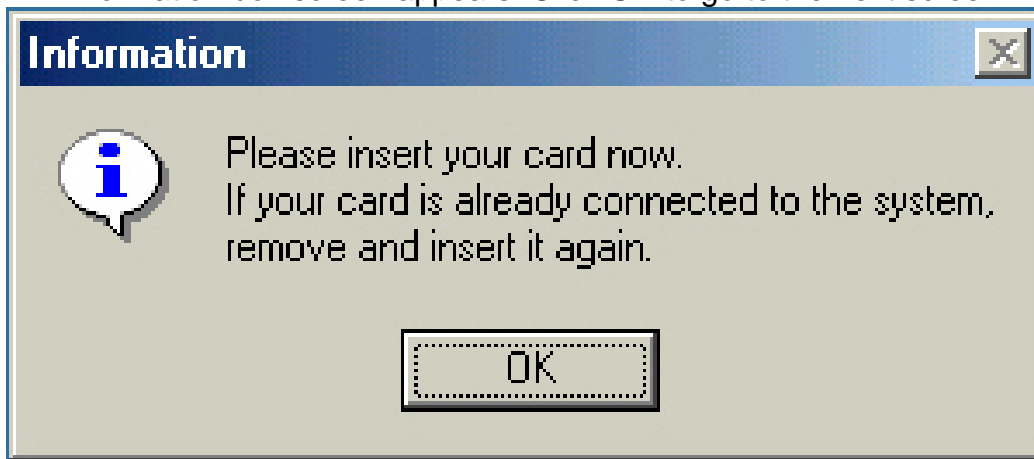 Information
Please insert your card now.
If your card is already connected to the system,
remove and insert it again.
OK